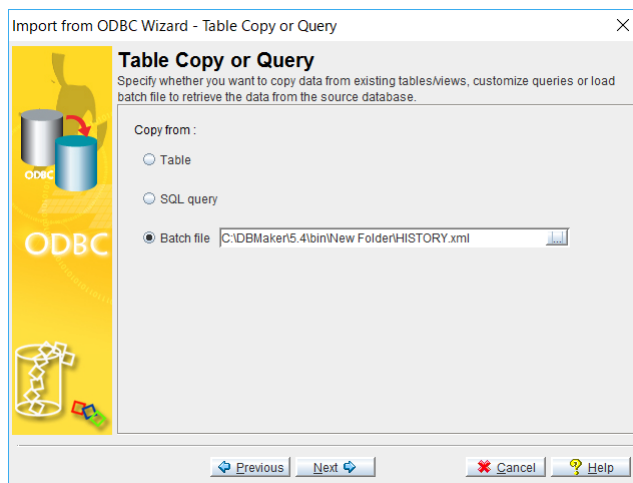 Import from ODBC Wizard - Table Copy or Query
Table Copy or Query
Specify whether you want to copy data from existing tables/views, customize queries or load
batch file to retrieve the data from the source database.
Copy from :
Table
SQL query
Batch file C:\DBMaker\5.4\bin\New Folder\HISTORY.xml ...
ODBC
ODBC
Previous Next Cancel Help